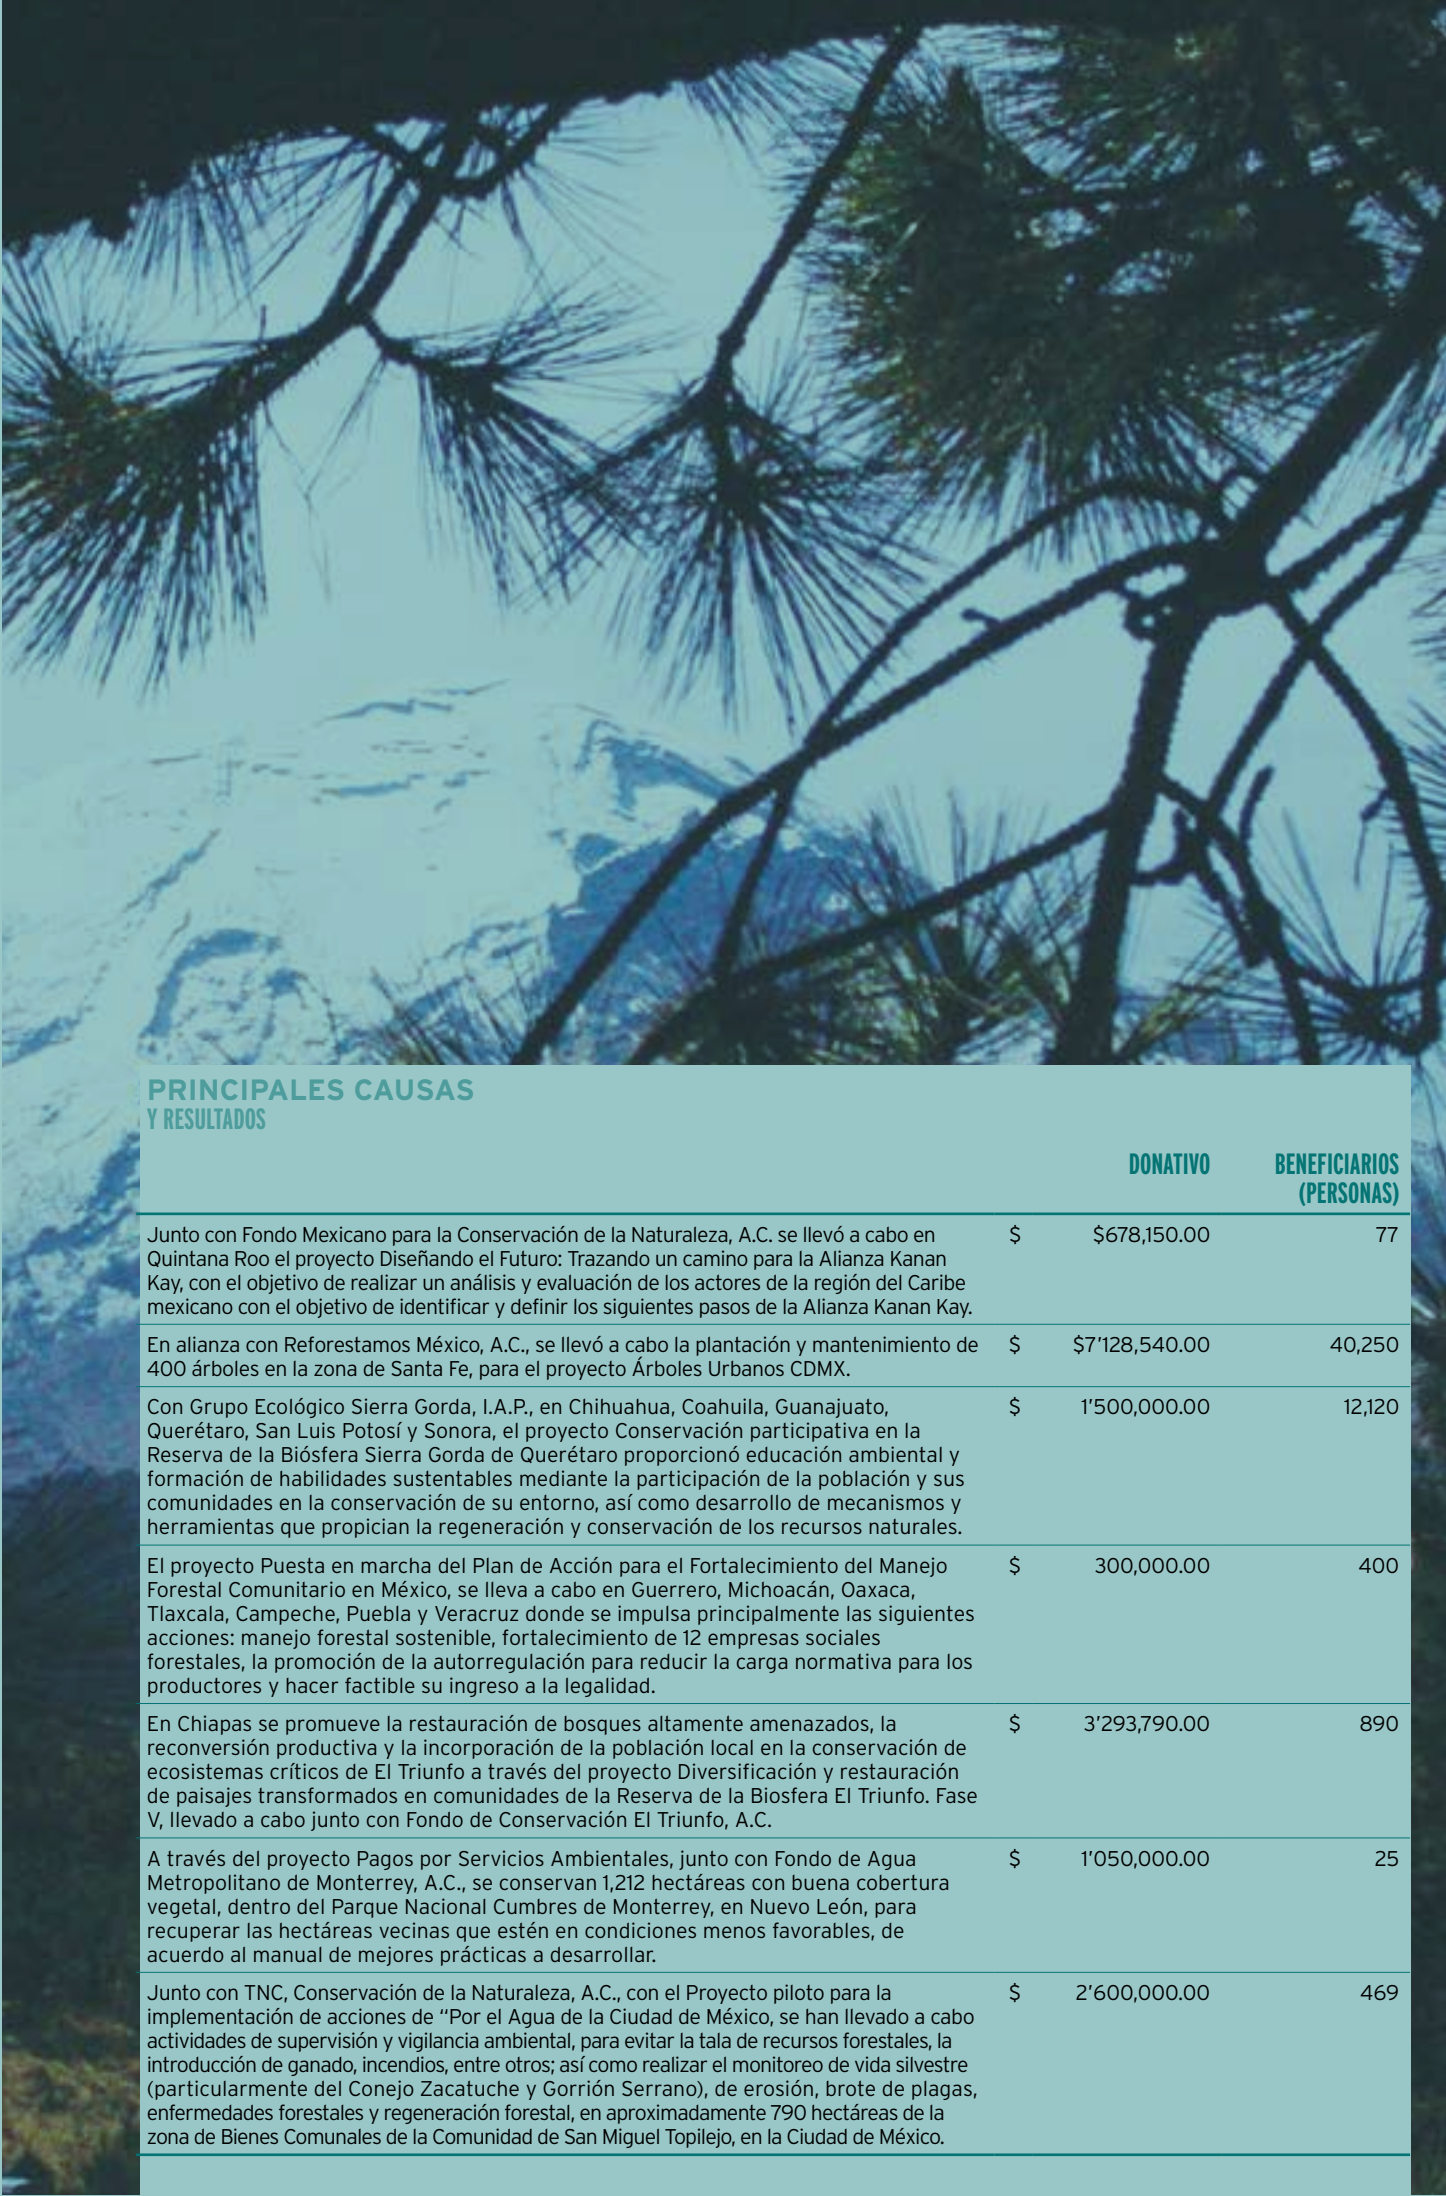 PRINCIPALES CAUSAS
Y RESULTADOS
DONATIVO BENEFICIARIOS
(PERSONAS)
Junto con Fondo Mexicano para la Conservación de la Naturaleza, A.C. se llevó a cabo en $ $678,150.00 77
Quintana Roo el proyecto Diseñando el Futuro: Trazando un camino para la Alianza Kanan
Kay, con el objetivo de realizar un análisis y evaluación de los actores de la región del Caribe
mexicano con el objetivo de identificar y definir los siguientes pasos de la Alianza Kanan Kay.
En alianza con Reforestamos México, A.C., se llevó a cabo la plantación y mantenimiento de $ $7’128,540.00 40,250
400 árboles en la zona de Santa Fe, para el proyecto Árboles Urbanos CDMX.
Con Grupo Ecológico Sierra Gorda, I.A.P., en Chihuahua, Coahuila, Guanajuato, $ 1’500,000.00 12,120
Querétaro, San Luis Potosí y Sonora, el proyecto Conservación participativa en la
Reserva de la Biósfera Sierra Gorda de Querétaro proporcionó educación ambiental y
formación de habilidades sustentables mediante la participación de la población y sus
comunidades en la conservación de su entorno, así como desarrollo de mecanismos y
herramientas que propician la regeneración y conservación de los recursos naturales.
El proyecto Puesta en marcha del Plan de Acción para el Fortalecimiento del Manejo $ 300,000.00 400
Forestal Comunitario en México, se lleva a cabo en Guerrero, Michoacán, Oaxaca,
Tlaxcala, Campeche, Puebla y Veracruz donde se impulsa principalmente las siguientes
acciones: manejo forestal sostenible, fortalecimiento de 12 empresas sociales
forestales, la promoción de la autorregulación para reducir la carga normativa para los
productores y hacer factible su ingreso a la legalidad.
En Chiapas se promueve la restauración de bosques altamente amenazados, la $ 3’293,790.00 890
reconversión productiva y la incorporación de la población local en la conservación de
ecosistemas críticos de El Triunfo a través del proyecto Diversificación y restauración
de paisajes transformados en comunidades de la Reserva de la Biosfera El Triunfo. Fase
V, llevado a cabo junto con Fondo de Conservación El Triunfo, A.C.
A través del proyecto Pagos por Servicios Ambientales, junto con Fondo de Agua $ 1’050,000.00 25
Metropolitano de Monterrey, A.C., se conservan 1,212 hectáreas con buena cobertura
vegetal, dentro del Parque Nacional Cumbres de Monterrey, en Nuevo León, para
recuperar las hectáreas vecinas que estén en condiciones menos favorables, de
acuerdo al manual de mejores prácticas a desarrollar.
Junto con TNC, Conservación de la Naturaleza, A.C., con el Proyecto piloto para la $ 2’600,000.00 469
implementación de acciones de “Por el Agua de la Ciudad de México, se han llevado a cabo
actividades de supervisión y vigilancia ambiental, para evitar la tala de recursos forestales, la
introducción de ganado, incendios, entre otros; así como realizar el monitoreo de vida silvestre
(particularmente del Conejo Zacatuche y Gorrión Serrano), de erosión, brote de plagas,
enfermedades forestales y regeneración forestal, en aproximadamente 790 hectáreas de la
zona de Bienes Comunales de la Comunidad de San Miguel Topilejo, en la Ciudad de México.